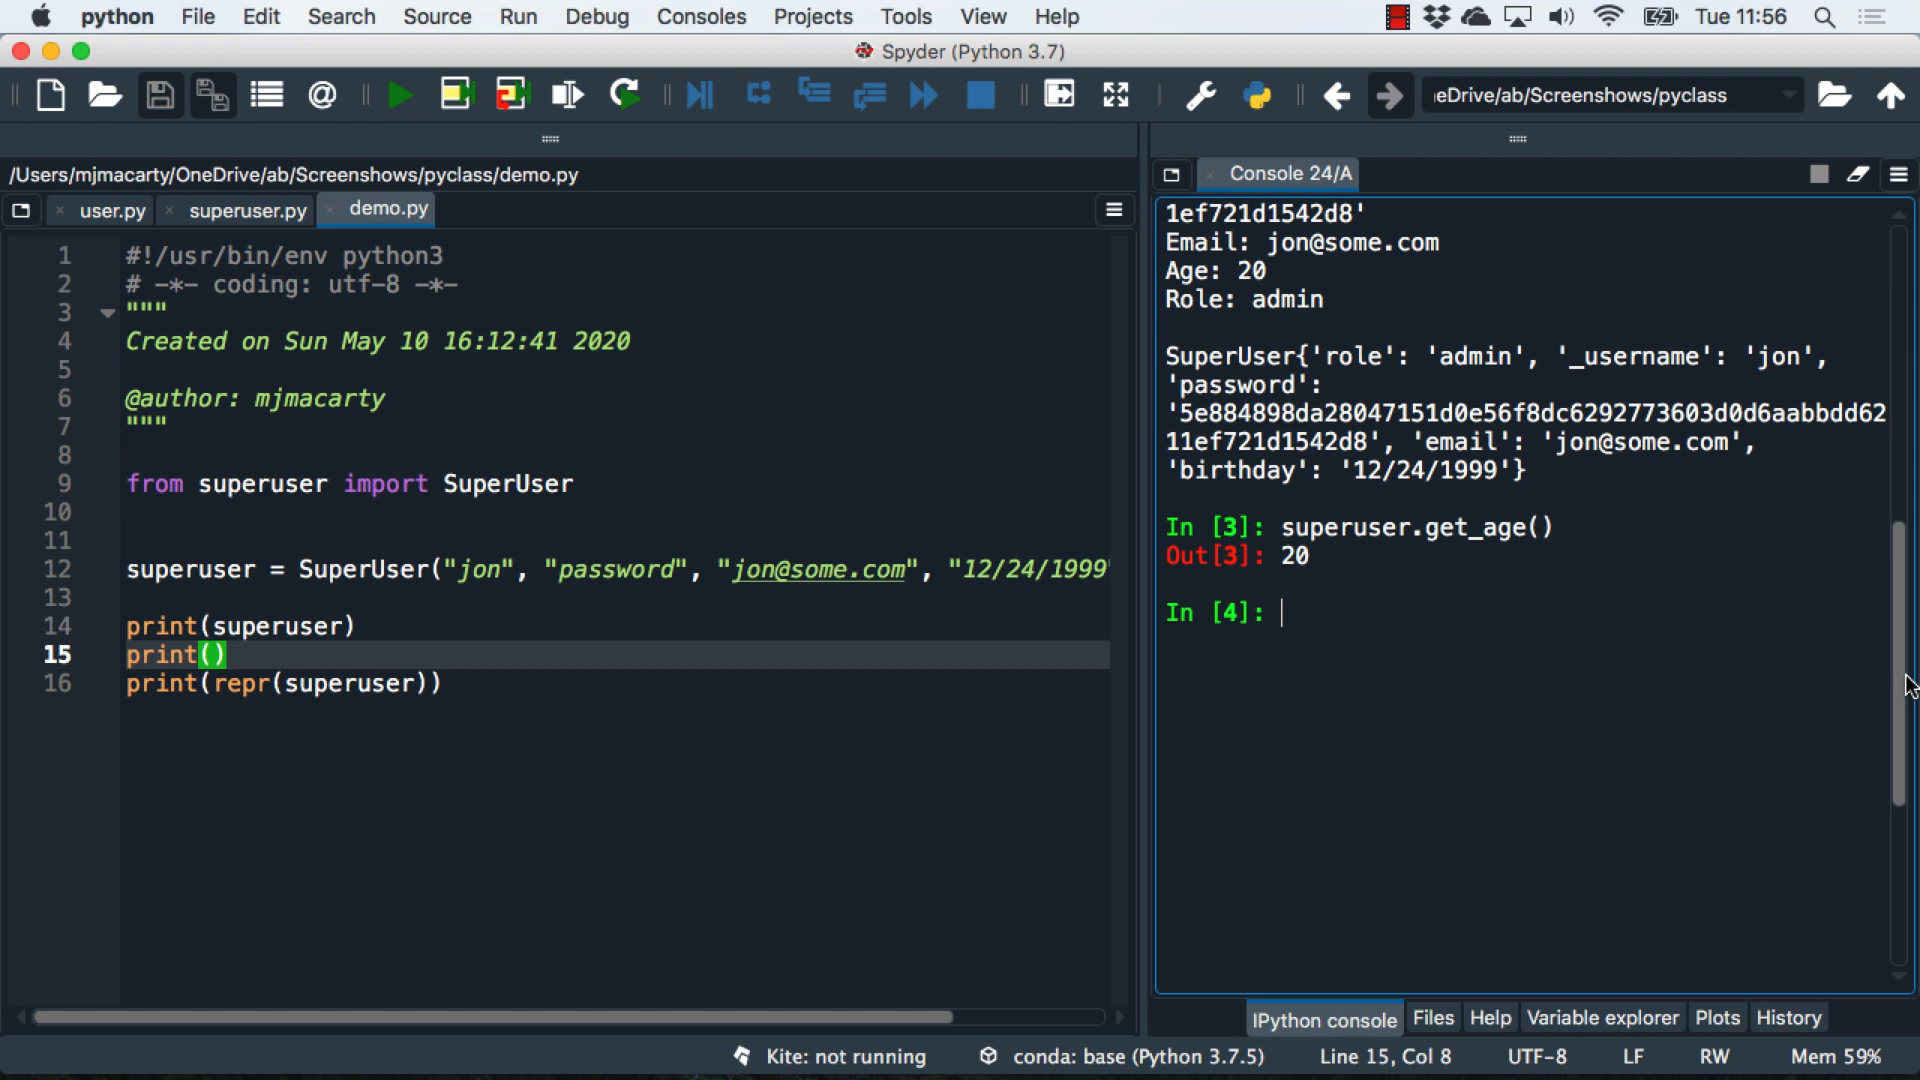 python File Edit Search Source Run Debug Consoles Projects Tools View Help Tue 11:56
Spyder (Python 3.7)
eDrive/ab/Screenshows/pyclass
/Users/mjmacarty/OneDrive/ab/Screenshows/pyclass/demo.py
user.py superuser.py demo.py
1 #!/usr/bin/env python3
2 # -*- coding: utf-8 -*-
3 """
4 Created on Sun May 10 16:12:41 2020
5
6 @author: mjmacarty
7 """
8
9 from superuser import SuperUser
10
11
12 superuser = SuperUser("jon", "password", "jon@some.com", "12/24/1999"
13
14 print(superuser)
15 print()
16 print(repr(superuser))
Console 24/A
1ef721d1542d8'
Email: jon@some.com
Age: 20
Role: admin
SuperUser{'role': 'admin', '_username': 'jon',
'password':
'5e884898da28047151d0e56f8dc6292773603d0d6aabbdd62
11ef721d1542d8', 'email': 'jon@some.com',
'birthday': '12/24/1999'}
In [3]: superuser.get_age()
Out[3]: 20
In [4]:
IPython console Files Help Variable explorer Plots History
Kite: not running conda: base (Python 3.7.5) Line 15, Col 8 UTF-8 LF RW Mem 59%